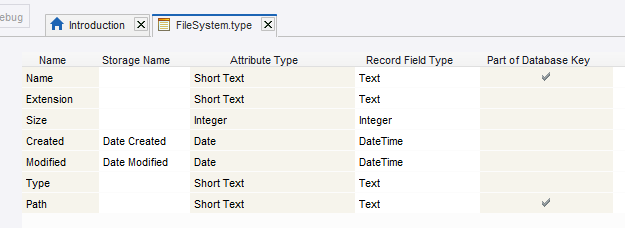 ebug
Introduction FileSystem.type
Name Storage Name Attribute Type Record Field Type Part of Database Key
Name Short Text Text
Extension Short Text Text
Size Integer Integer
Created Date Created Date DateTime
Modified Date Modified Date DateTime
Type Short Text Text
Path Short Text Text